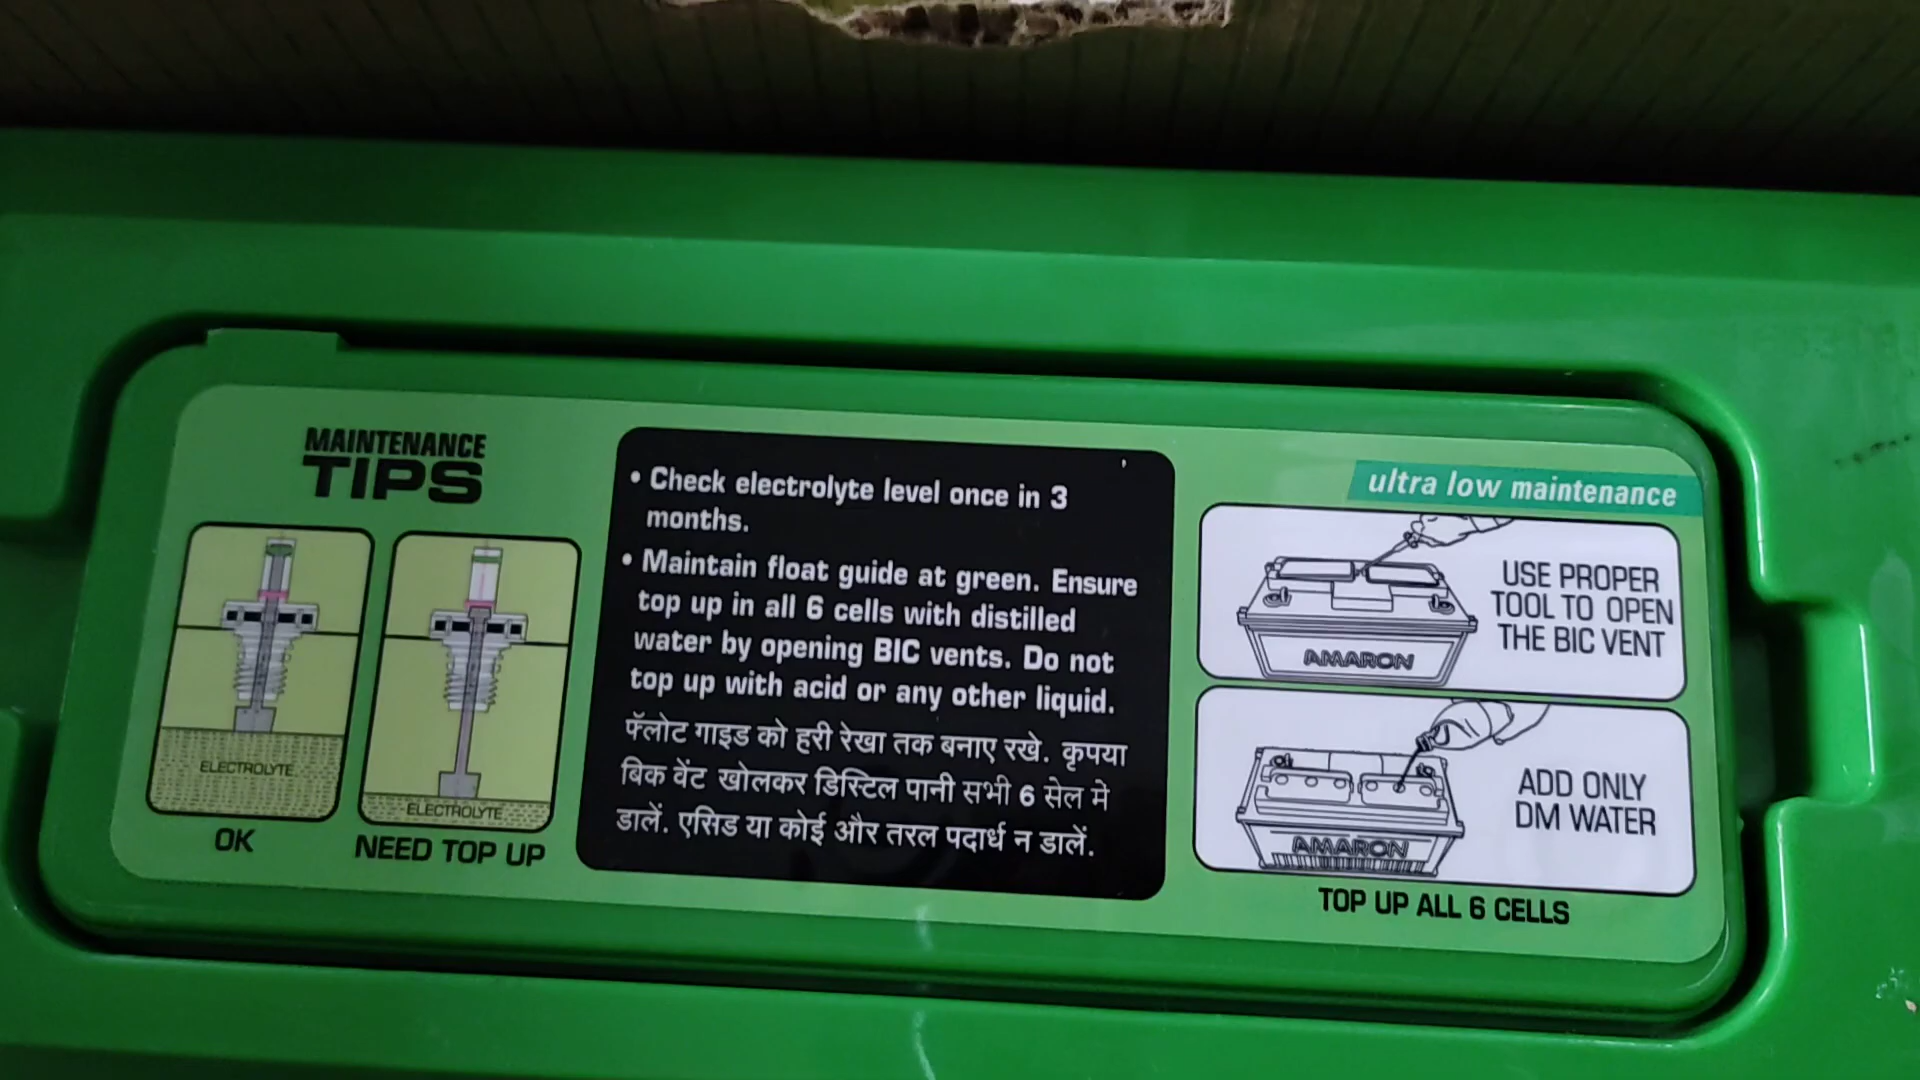 MAINTENANCE
TIPS
ELECTROLYTE
OK
ELECTROLYTE
NEED TOP UP
• Check electrolyte level once in 3
months.
• Maintain float guide at green. Ensure
top up in all 6 cells with distilled
water by opening BIC vents. Do not
top up with acid or any other liquid.
फॅलोट गाइड को हरी रेखा तक बनाए रखे. कृपया
बिक वेंट खोलकर डिस्टिल पानी सभी 6 सेल मे
डालें. एसिड या कोई और तरल पदार्ध न डालें.
ultra low maintenance
USE PROPER
TOOL TO OPEN
THE BIC VENT
AMARON
ADD ONLY
DM WATER
AMARON
TOP UP ALL 6 CELLS